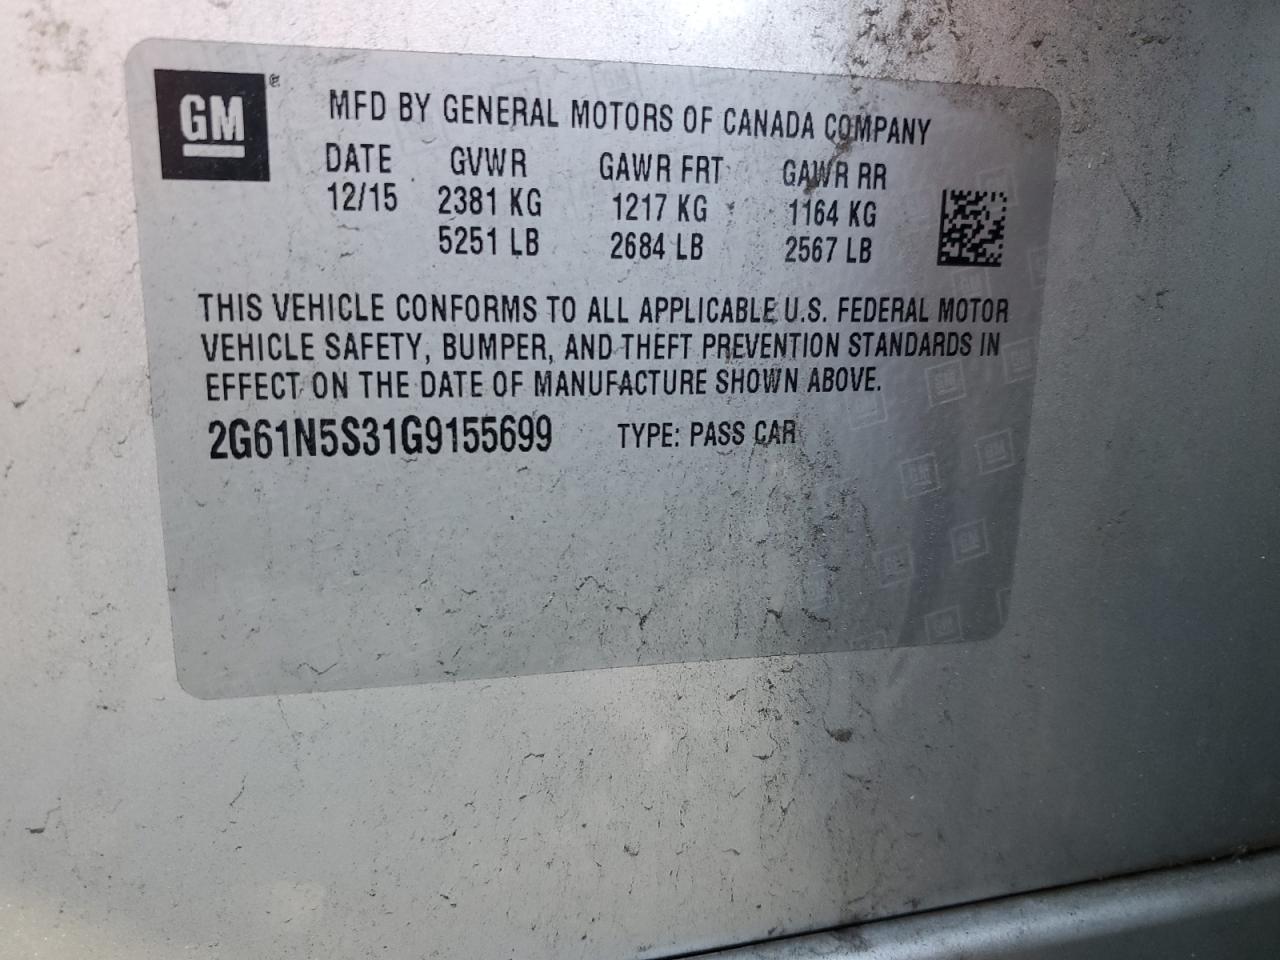 GM®
MFD BY GENERAL MOTORS OF CANADA COMPANY
DATE GVWR GAWR FRT GAWR RR
12/15 2381 KG 1217 KG 1164 KG
5251 LB 2684 LB 2567 LB
THIS VEHICLE CONFORMS TO ALL APPLICABLE U.S. FEDERAL MOTOR
VEHICLE SAFETY, BUMPER, AND THEFT PREVENTION STANDARDS IN
EFFECT ON THE DATE OF MANUFACTURE SHOWN ABOVE.
2G61N5S31G9155699 TYPE: PASS CAR